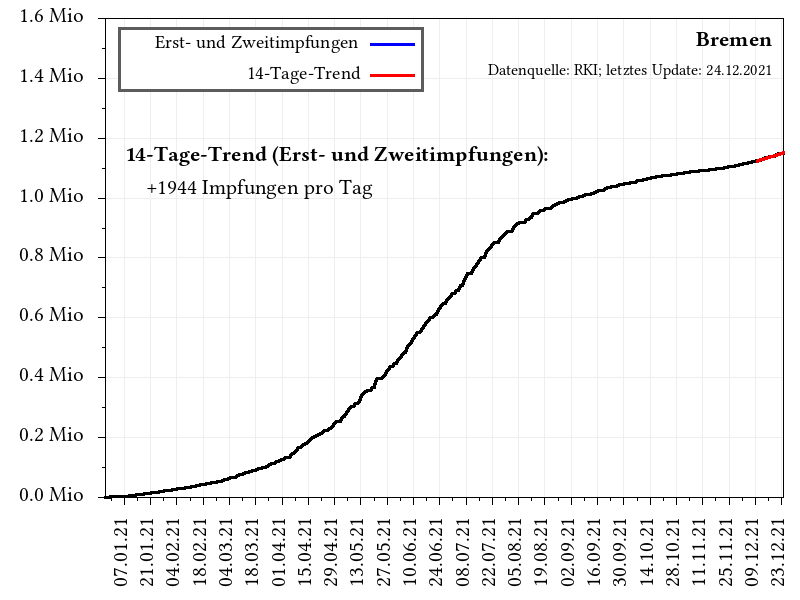 1.6 Mio
1.4 Mio
1.2 Mio
1.0 Mio
0.8 Mio
0.6 Mio
0.4 Mio
0.2 Mio
0.0 Mio
Erst- und Zweitimpfungen
14-Tage-Trend
Bremen
Datenquelle: RKI; letztes Update: 24.12.2021
14-Tage-Trend (Erst- und Zweitimpfungen):
+1944 Impfungen pro Tag
07.01.21
21.01.21
04.02.21
18.02.21
04.03.21
18.03.21
01.04.21
15.04.21
29.04.21
13.05.21
27.05.21
10.06.21
24.06.21
08.07.21
22.07.21
05.08.21
19.08.21
02.09.21
16.09.21
30.09.21
14.10.21
28.10.21
11.11.21
25.11.21
09.12.21
23.12.21